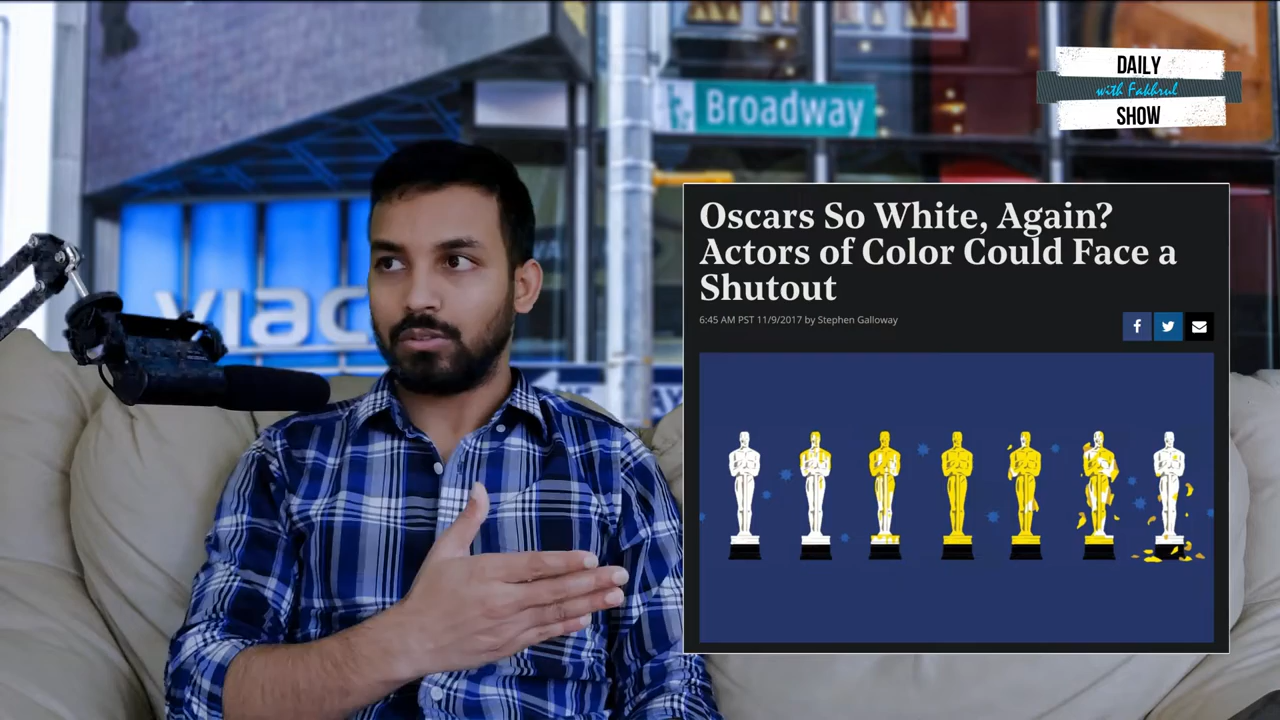 DAILY
with Fakhrul
SHOW
Broadway
viac
Oscars So White, Again?
Actors of Color Could Face a
Shutout
6:45 AM PST 11/9/2017 by Stephen Galloway